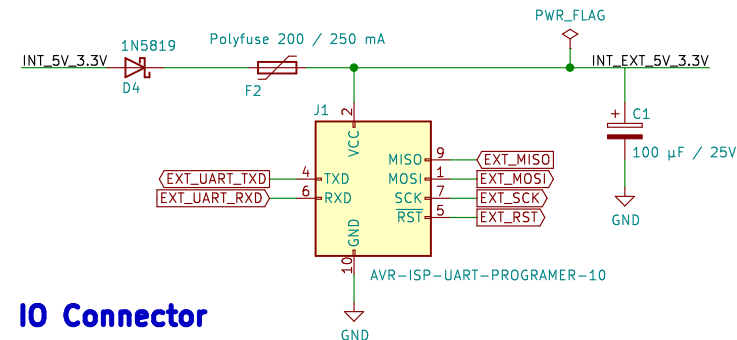 PWR_FLAG
1N5819
Polyfuse 200 / 250 mA
INT_5V_3.3V
INT_EXT_5V_3.3V
D4
F2
J1
2
C1
+
VCC
100 µF / 25V
MISO 9 EXT_MISO
EXT_UART_TXD 4 TXD
MOSI 1 EXT_MOSI
EXT_UART_RXD 6 RXD
SCK 7 EXT_SCK
RST 5 EXT_RST
GND
GND
10
AVR-ISP-UART-PROGRAMER-10
IO Connector
GND